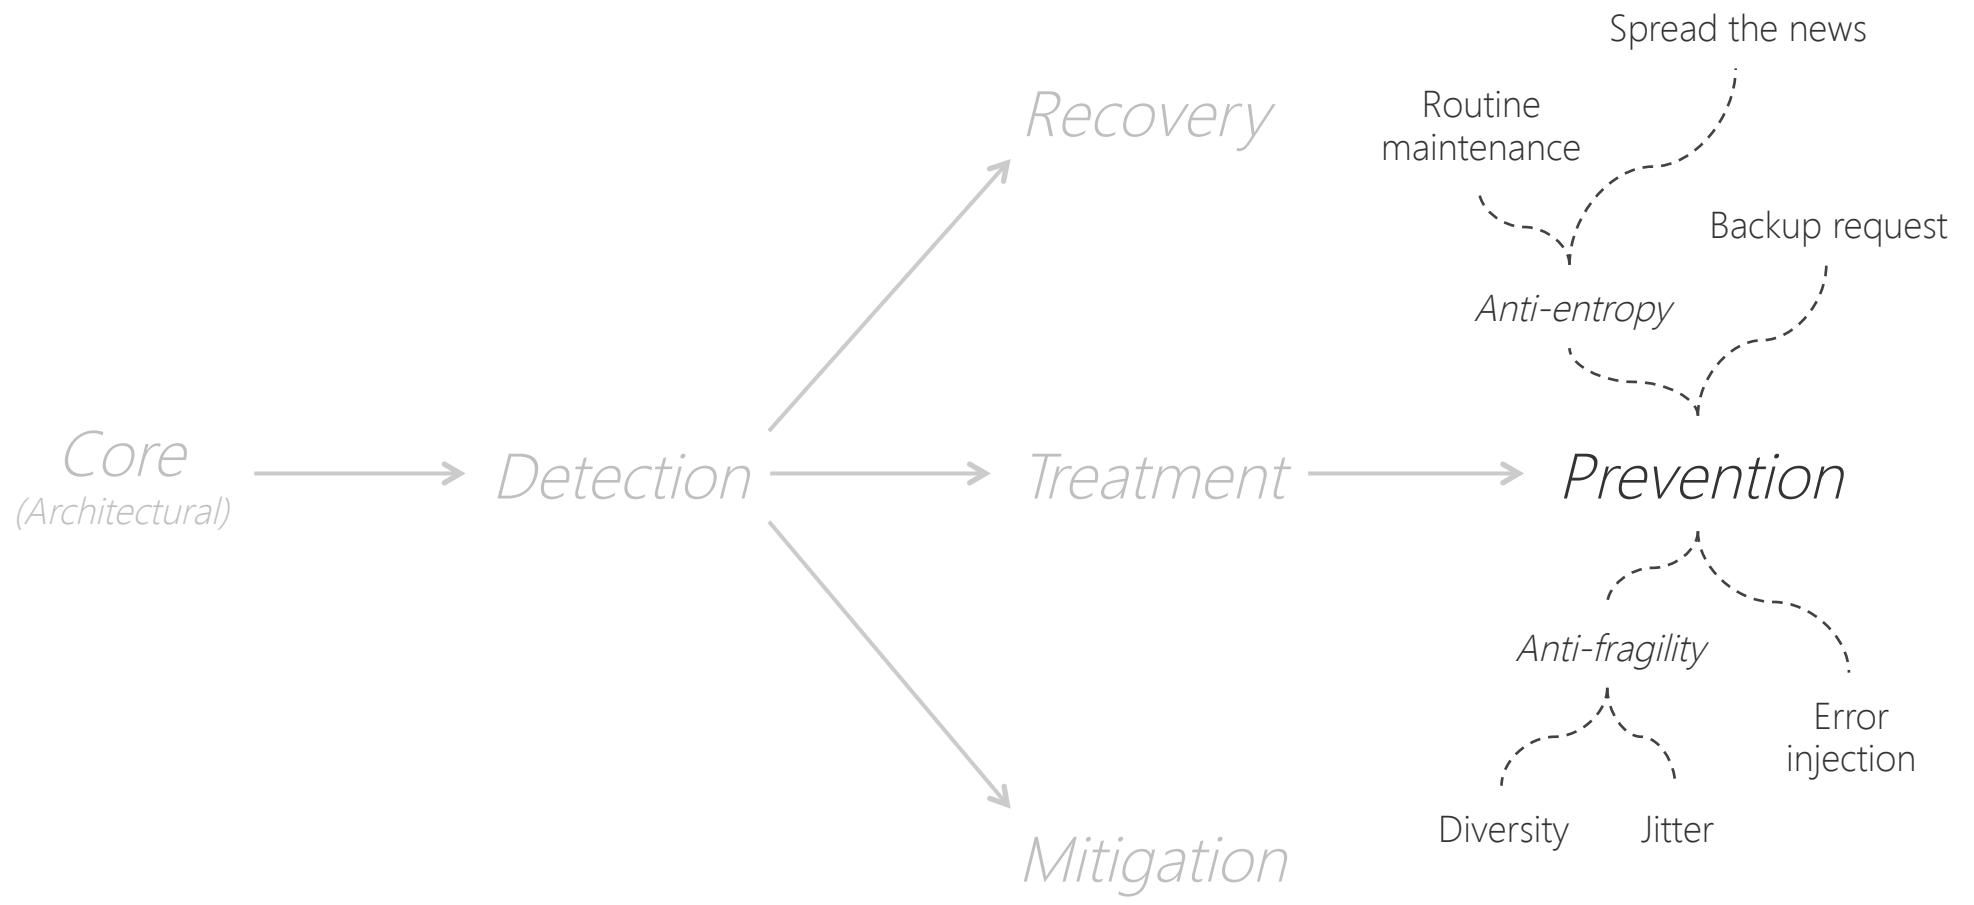 Spread the news
Recovery
Routine
maintenance
Backup request
Anti-entropy
Core
(Architectural)
Detection
Treatment
Prevention
Anti-fragility
Error
injection
Diversity
Jitter
Mitigation